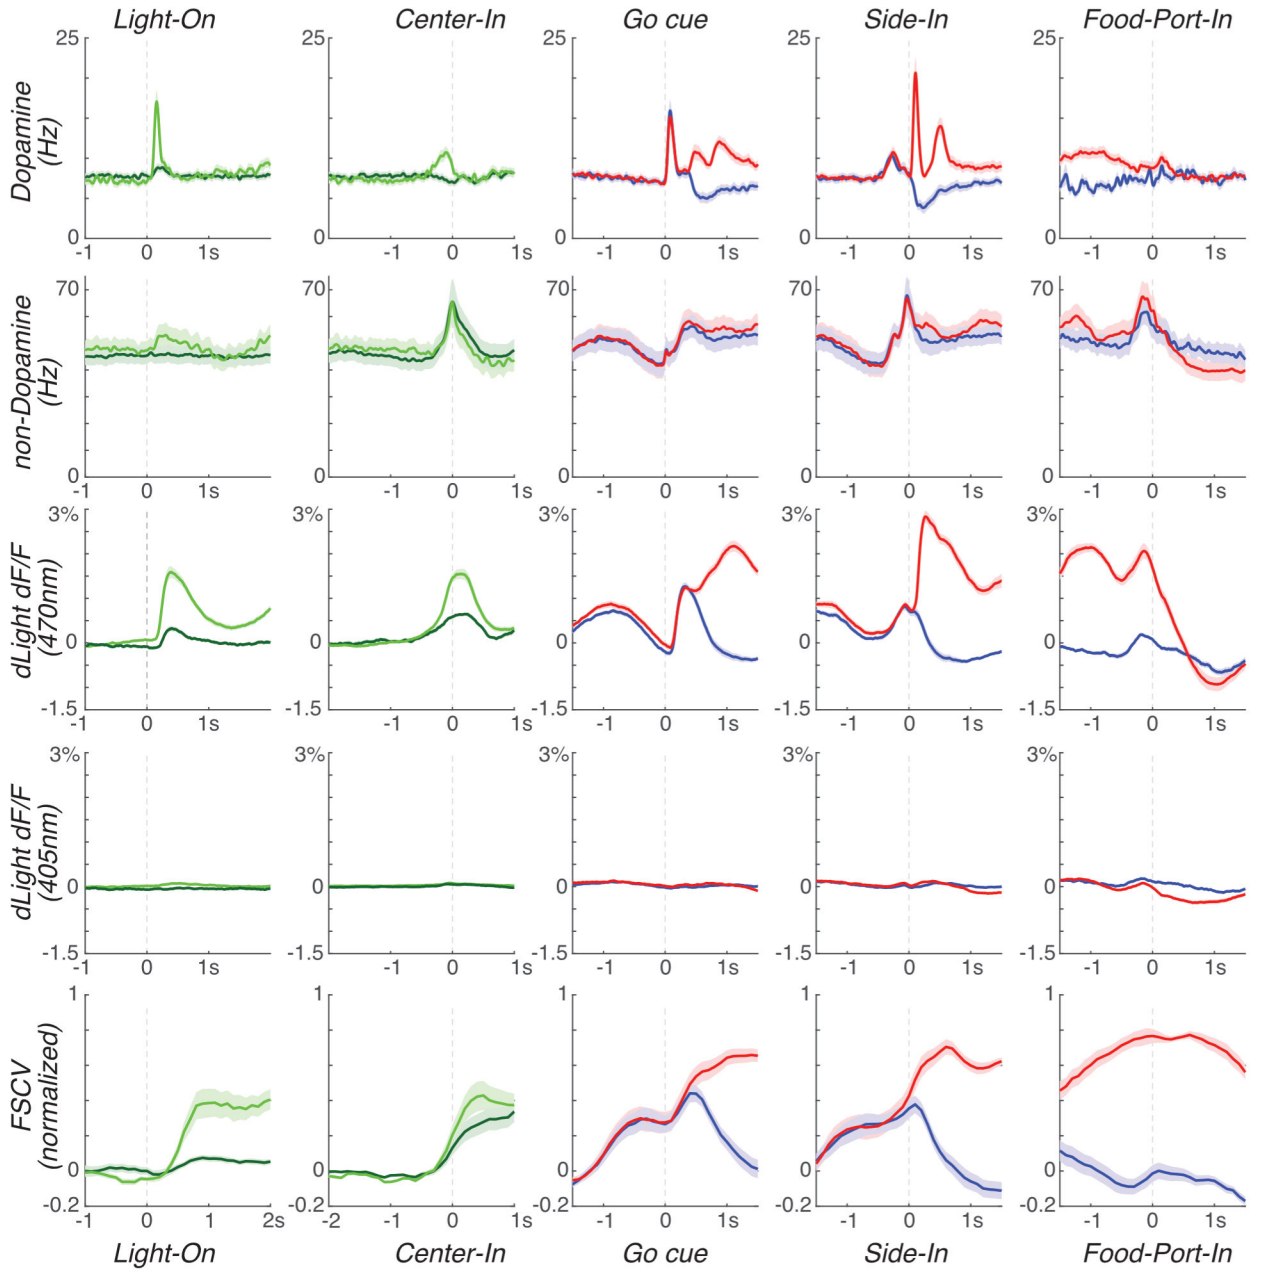 Light-On Center-In Go cue Side-In Food-Port-In
Dopamine
(Hz)
25 25 25 25 25
0 0 0 0 0
-1 0 1s -1 0 1s -1 0 1s -1 0 1s -1 0 1s
non-Dopamine
(Hz)
70 70 70 70 70
0 0 0 0 0
-1 0 1s -1 0 1s -1 0 1s -1 0 1s -1 0 1s
dLight dF/F
(470nm)
3% 3% 3% 3% 3%
0 0 0 0 0
-1.5 -1.5 -1.5 -1.5 -1.5
-1 0 1s -1 0 1s -1 0 1s -1 0 1s -1 0 1s
dLight dF/F
(405nm)
3% 3% 3% 3% 3%
0 0 0 0 0
-1.5 -1.5 -1.5 -1.5 -1.5
-1 0 1s -1 0 1s -1 0 1s -1 0 1s -1 0 1s
FSCV
(normalized)
1 1 1 1 1
0 0 0 0 0
-0.2 -0.2 -0.2 -0.2 -0.2
-1 0 1 2s -2 -1 0 1s -1 0 1s -1 0 1s -1 0 1s
Light-On Center-In Go cue Side-In Food-Port-In